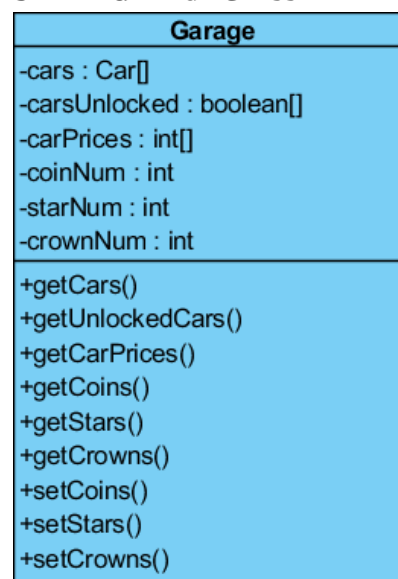 Garage
-cars : Car[]
-carsUnlocked : boolean[]
-carPrices : int[]
-coinNum : int
-starNum : int
-crownNum : int
+getCars()
+getUnlockedCars()
+getCarPrices()
+getCoins()
+getStars()
+getCrowns()
+setCoins()
+setStars()
+setCrowns()